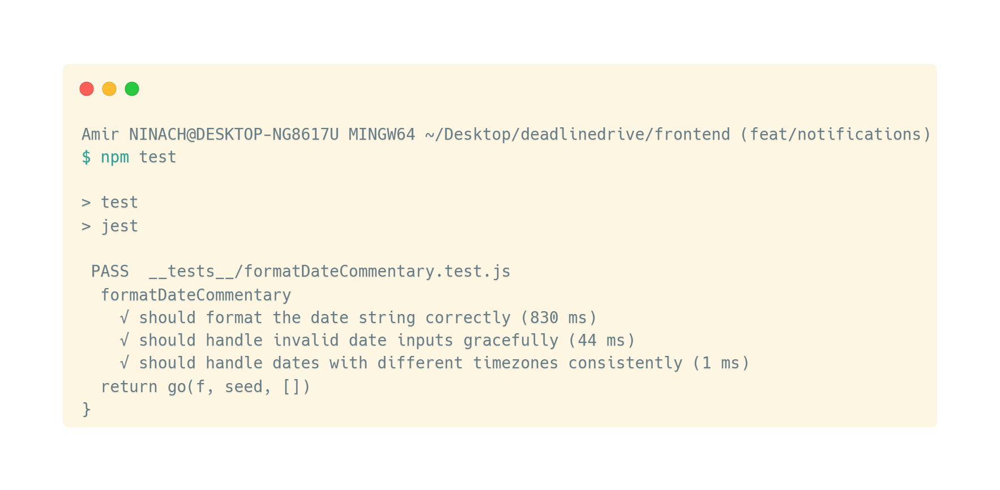 Amir NINACH@DESKTOP-NG8617U MINGW64 ~/Desktop/deadlinedrive/frontend (feat/notifications)
$ npm test

> test
> jest

 PASS  __tests__/formatDateCommentary.test.js
  formatDateCommentary
    √ should format the date string correctly (830 ms)
    √ should handle invalid date inputs gracefully (44 ms)
    √ should handle dates with different timezones consistently (1 ms)
  return go(f, seed, [])
}